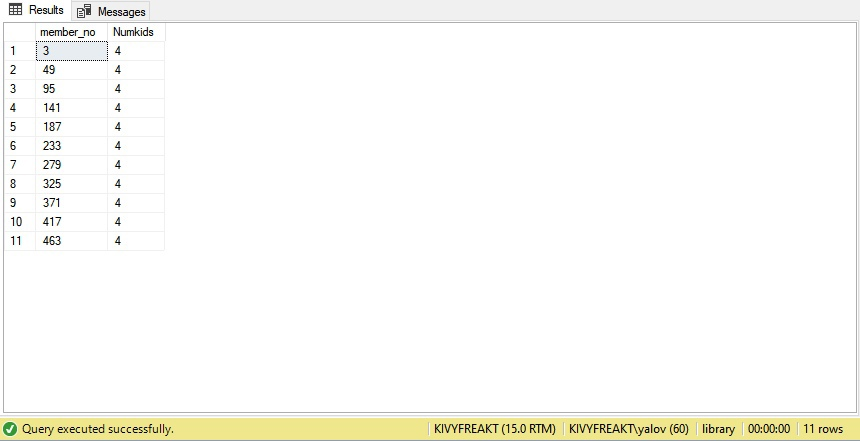 Results Messages
member_no Numkids
1 3 4
2 49 4
3 95 4
4 141 4
5 187 4
6 233 4
7 279 4
8 325 4
9 371 4
10 417 4
11 463 4
Query executed successfully. KIVYFREAKT (15.0 RTM) KIVYFREAKT\yalov (60) library 00:00:00 11 rows